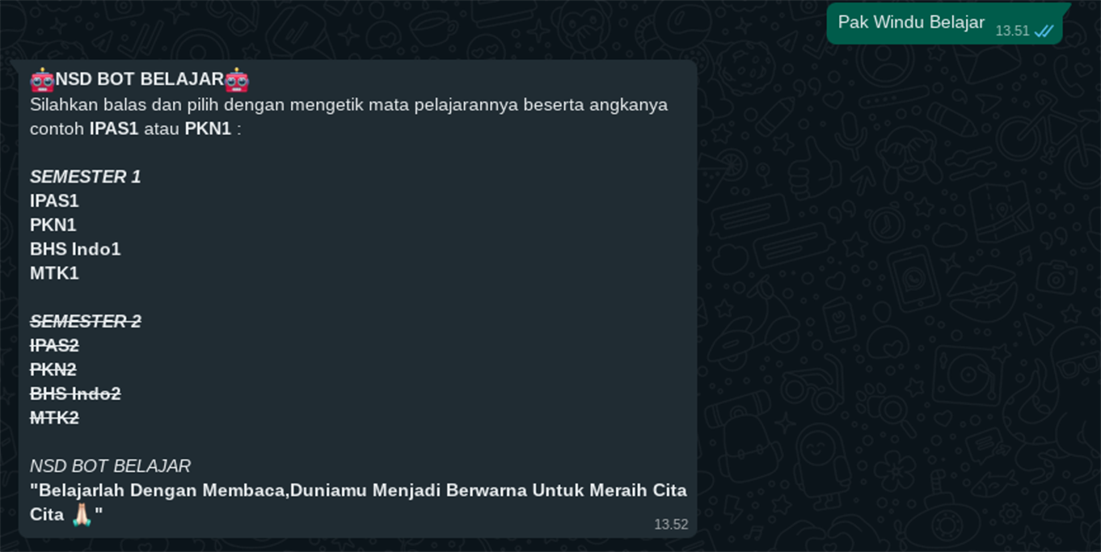 Pak Windu Belajar 13.51
🤖NSD BOT BELAJAR🤖
Silahkan balas dan pilih dengan mengetik mata pelajarannya beserta angkanya
contoh IPAS1 atau PKN1 :
SEMESTER 1
IPAS1
PKN1
BHS Indo1
MTK1
SEMESTER 2
IPAS2
PKN2
BHS Indo2
MTK2
NSD BOT BELAJAR
"Belajarlah Dengan Membaca,Duniamu Menjadi Berwarna Untuk Meraih Cita
Cita 🙏🏻"
13.52